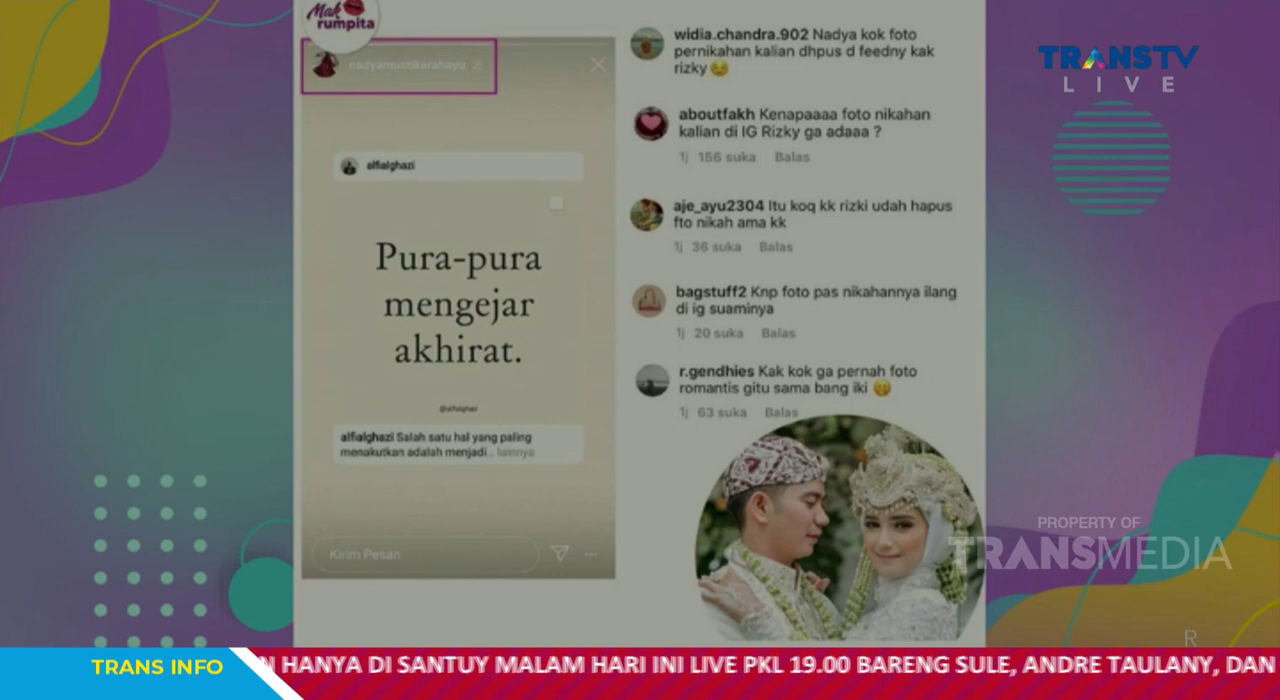 Mak
rumpita
nadyamustikarahayu 2j
alfialghazi
Pura-pura
mengejar
akhirat.
@alfialghazi
alfialghazi Salah satu hal yang paling
menakutkan adalah menjadi... lainnya
Kirim Pesan
widia.chandra.902 Nadya kok foto
pernikahan kalian dhpus d feedny kak
rizky
aboutfakh Kenapaaaa foto nikahan
kalian di IG Rizky ga adaaa ?
1j 156 suka Balas
aje_ayu2304 Itu koq kk rizki udah hapus
fto nikah ama kk
1j 36 suka Balas
bagstuff2 Knp foto pas nikahannya ilang
di ig suaminya
1j 20 suka Balas
r.gendhies Kak kok ga pernah foto
romantis gitu sama bang iki
1j 63 suka Balas
TRANSTV
LIVE
PROPERTY OF
TRANSMEDIA
R
TRANS INFO
N HANYA DI SANTUY MALAM HARI INI LIVE PKL 19.00 BARENG SULE, ANDRE TAULANY, DAN